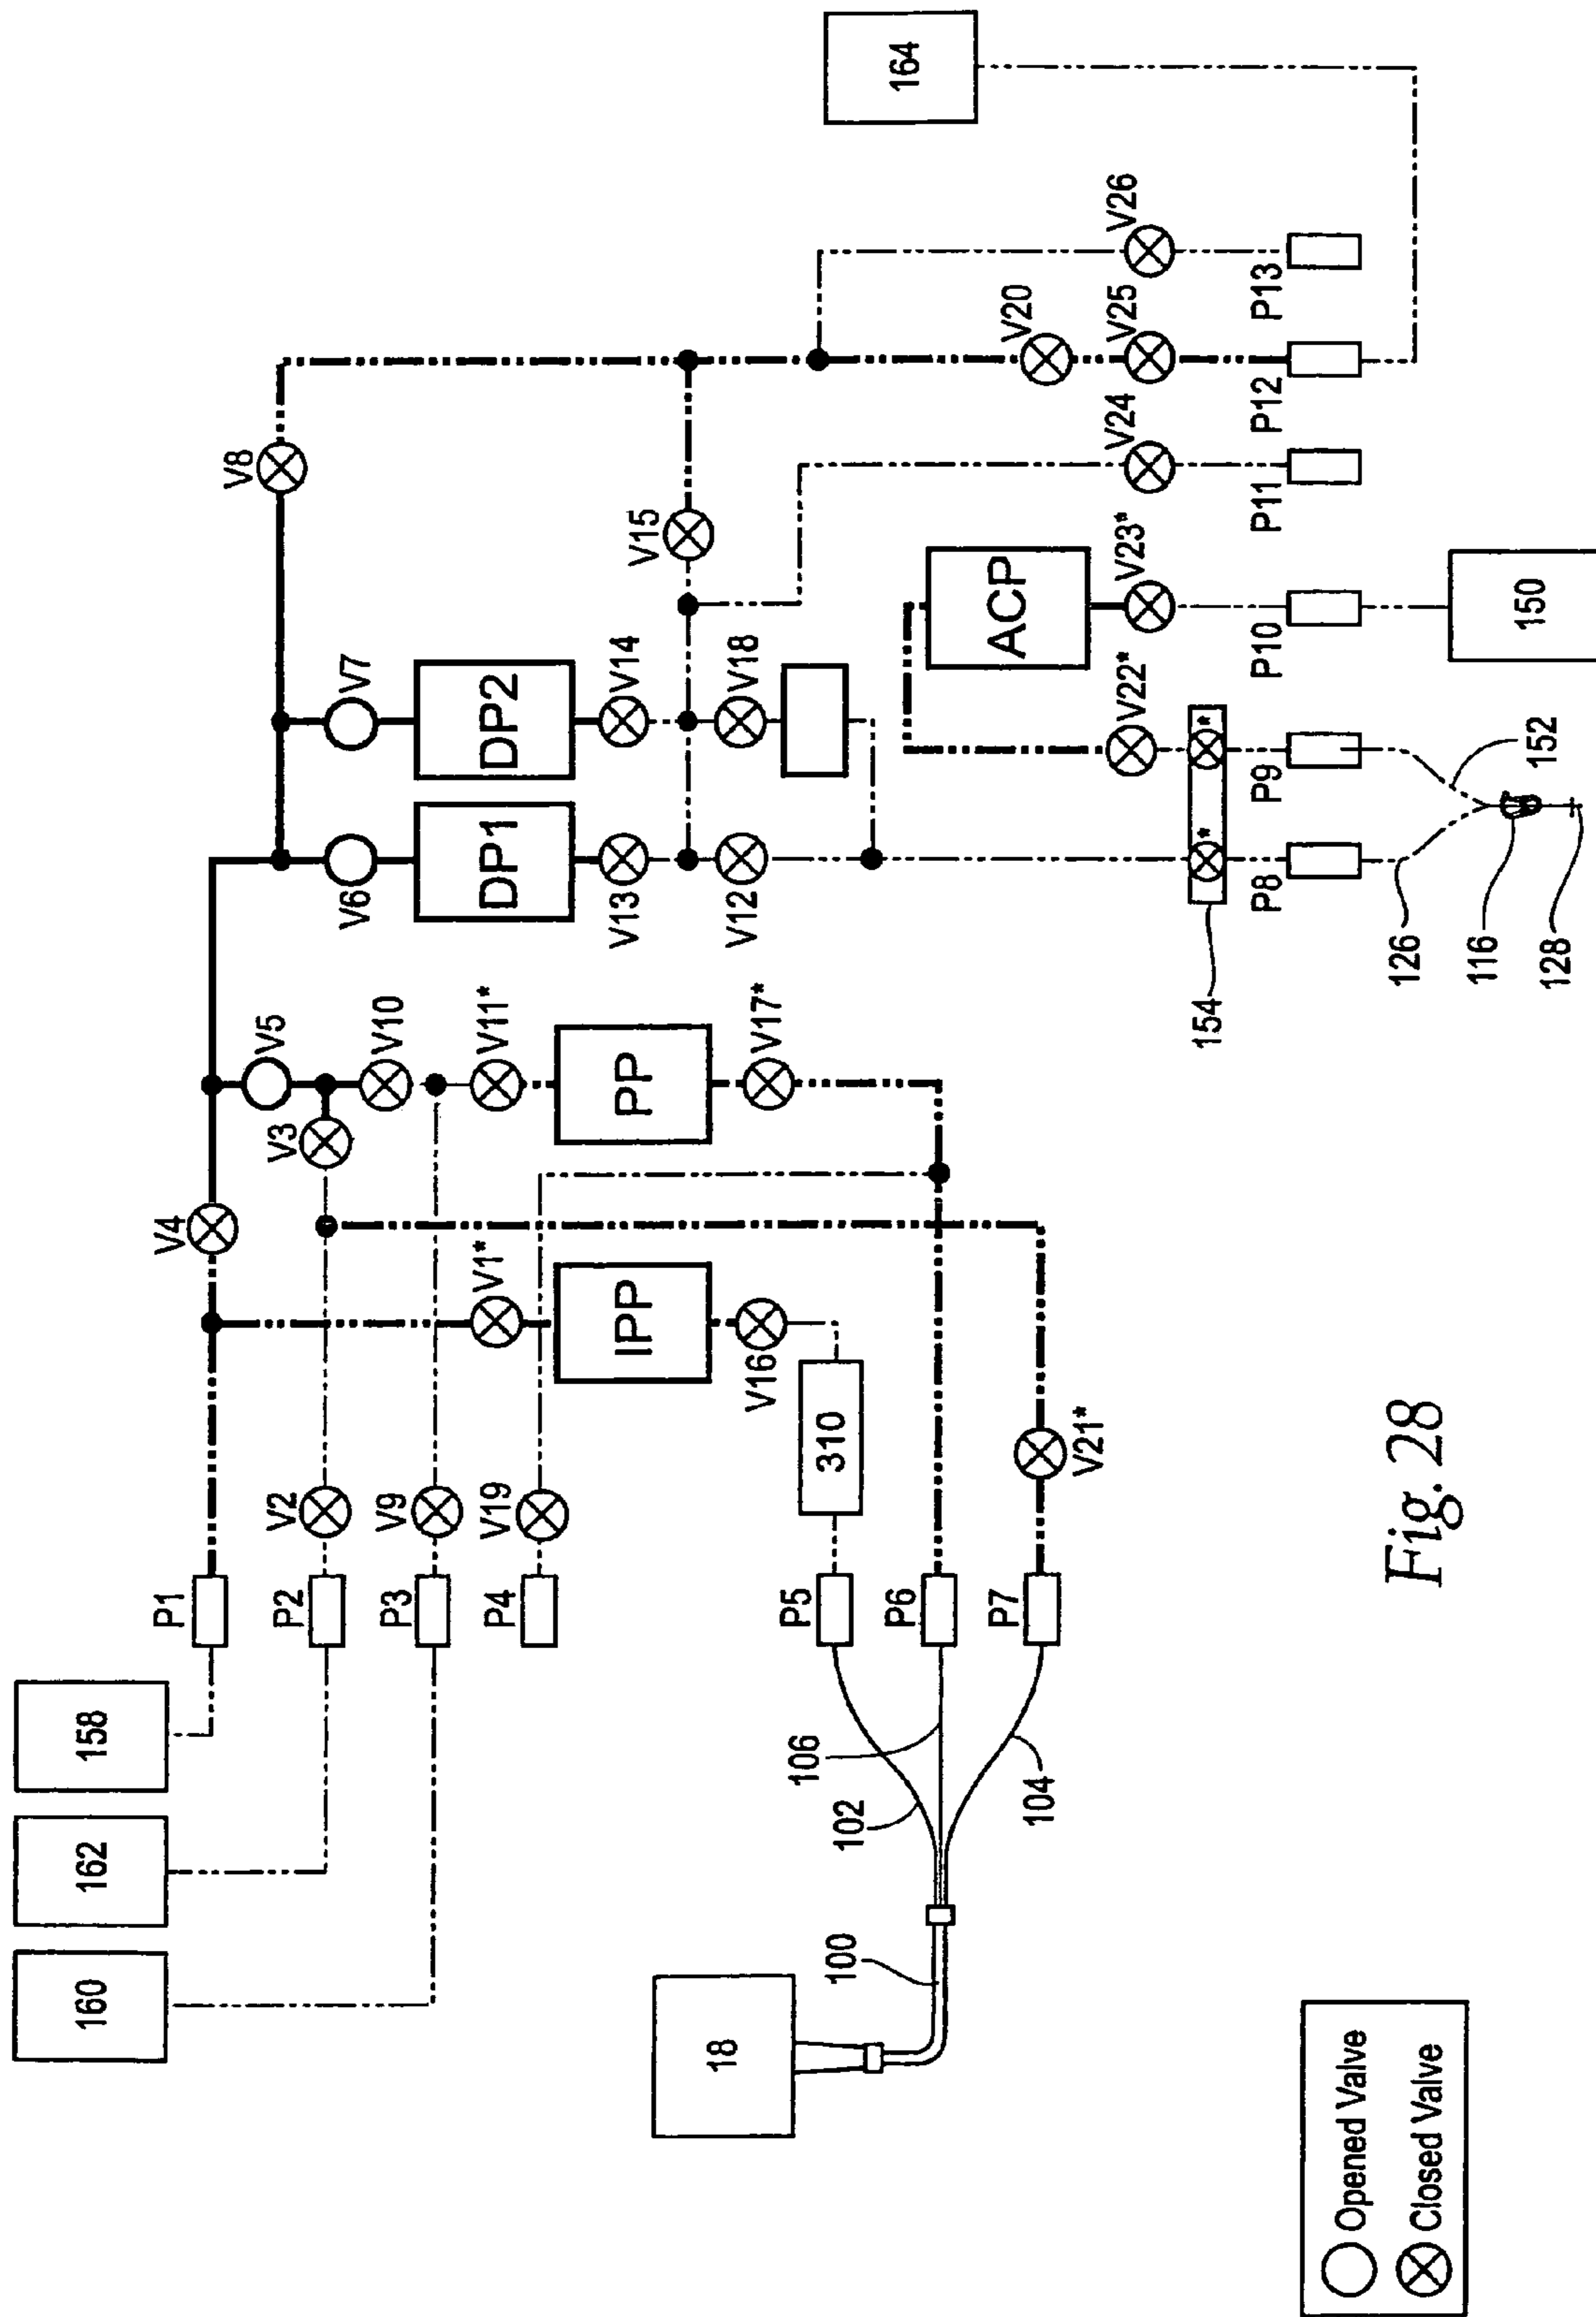 160
162
158
164
P1
P2
P3
P4
V2
V9
V19
V4
V3
V5
V10
V11*
V1*
IPP
V16
PP
V17*
310
P5
P6
P7
V21*
18
100
102
106
104
V6
V7
V8
DP1
DP2
V13
V14
V15
V12
V18
ACP
V22*
V23*
V24
V20
V25
V26
*
*
154
P8
P9
P10
P11
P12
P13
126
116
128
152
150
Opened Valve
Closed Valve
Fig. 28